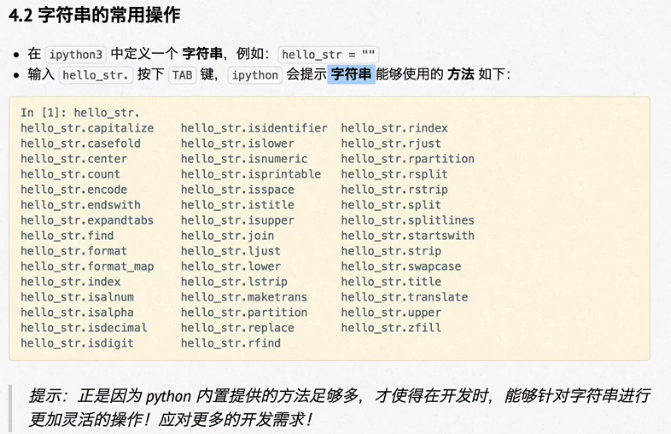 4.2 字符串的常用操作
• 在 ipython3 中定义一个 字符串，例如：hello_str = ""
• 输入 hello_str. 按下 TAB 键，ipython 会提示 字符串 能够使用的 方法 如下：
In [1]: hello_str.
hello_str.capitalize hello_str.isidentifier hello_str.rindex
hello_str.casefold hello_str.islower hello_str.rjust
hello_str.center hello_str.isnumeric hello_str.rpartition
hello_str.count hello_str.isprintable hello_str.rsplit
hello_str.encode hello_str.isspace hello_str.rstrip
hello_str.endswith hello_str.istitle hello_str.split
hello_str.expandtabs hello_str.isupper hello_str.splitlines
hello_str.find hello_str.join hello_str.startswith
hello_str.format hello_str.ljust hello_str.strip
hello_str.format_map hello_str.lower hello_str.swapcase
hello_str.index hello_str.lstrip hello_str.title
hello_str.isalnum hello_str.maketrans hello_str.translate
hello_str.isalpha hello_str.partition hello_str.upper
hello_str.isdecimal hello_str.replace hello_str.zfill
hello_str.isdigit hello_str.rfind
提示：正是因为 python 内置提供的方法足够多，才使得在开发时，能够针对字符串进行
更加灵活的操作！应对更多的开发需求！